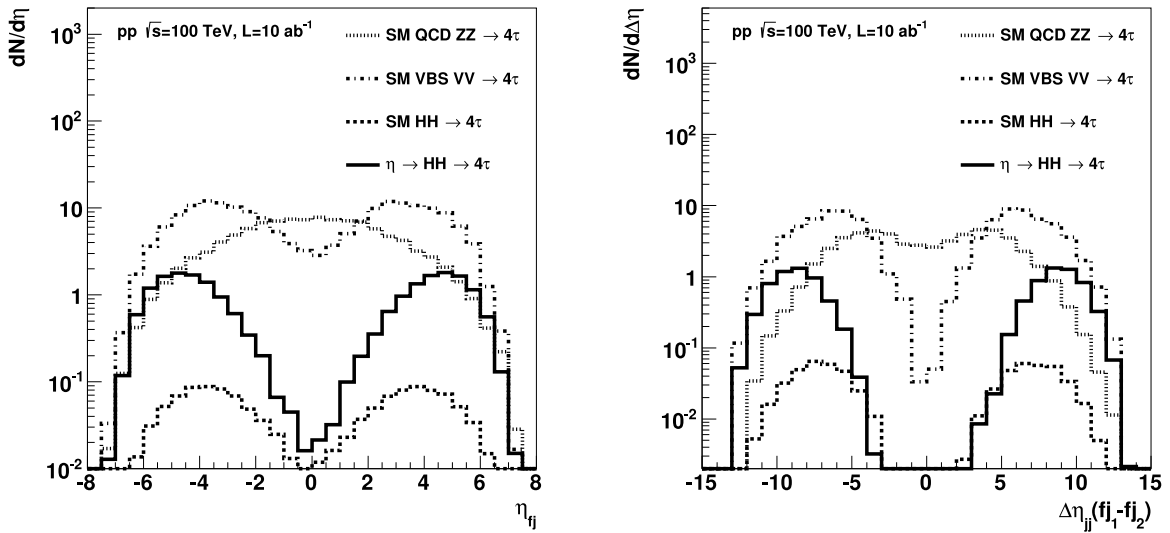 dN/dη
10³
10²
10
1
10⁻¹
10⁻²
pp √s=100 TeV, L=10 ab⁻¹
SM QCD ZZ → 4τ
SM VBS VV → 4τ
SM HH → 4τ
η → HH → 4τ
-8 -6 -4 -2 0 2 4 6 8
η_fj
dN/dΔη
10³
10²
10
1
10⁻¹
10⁻²
pp √s=100 TeV, L=10 ab⁻¹
SM QCD ZZ → 4τ
SM VBS VV → 4τ
SM HH → 4τ
η → HH → 4τ
-15 -10 -5 0 5 10 15
Δη_jj(fj₁-fj₂)